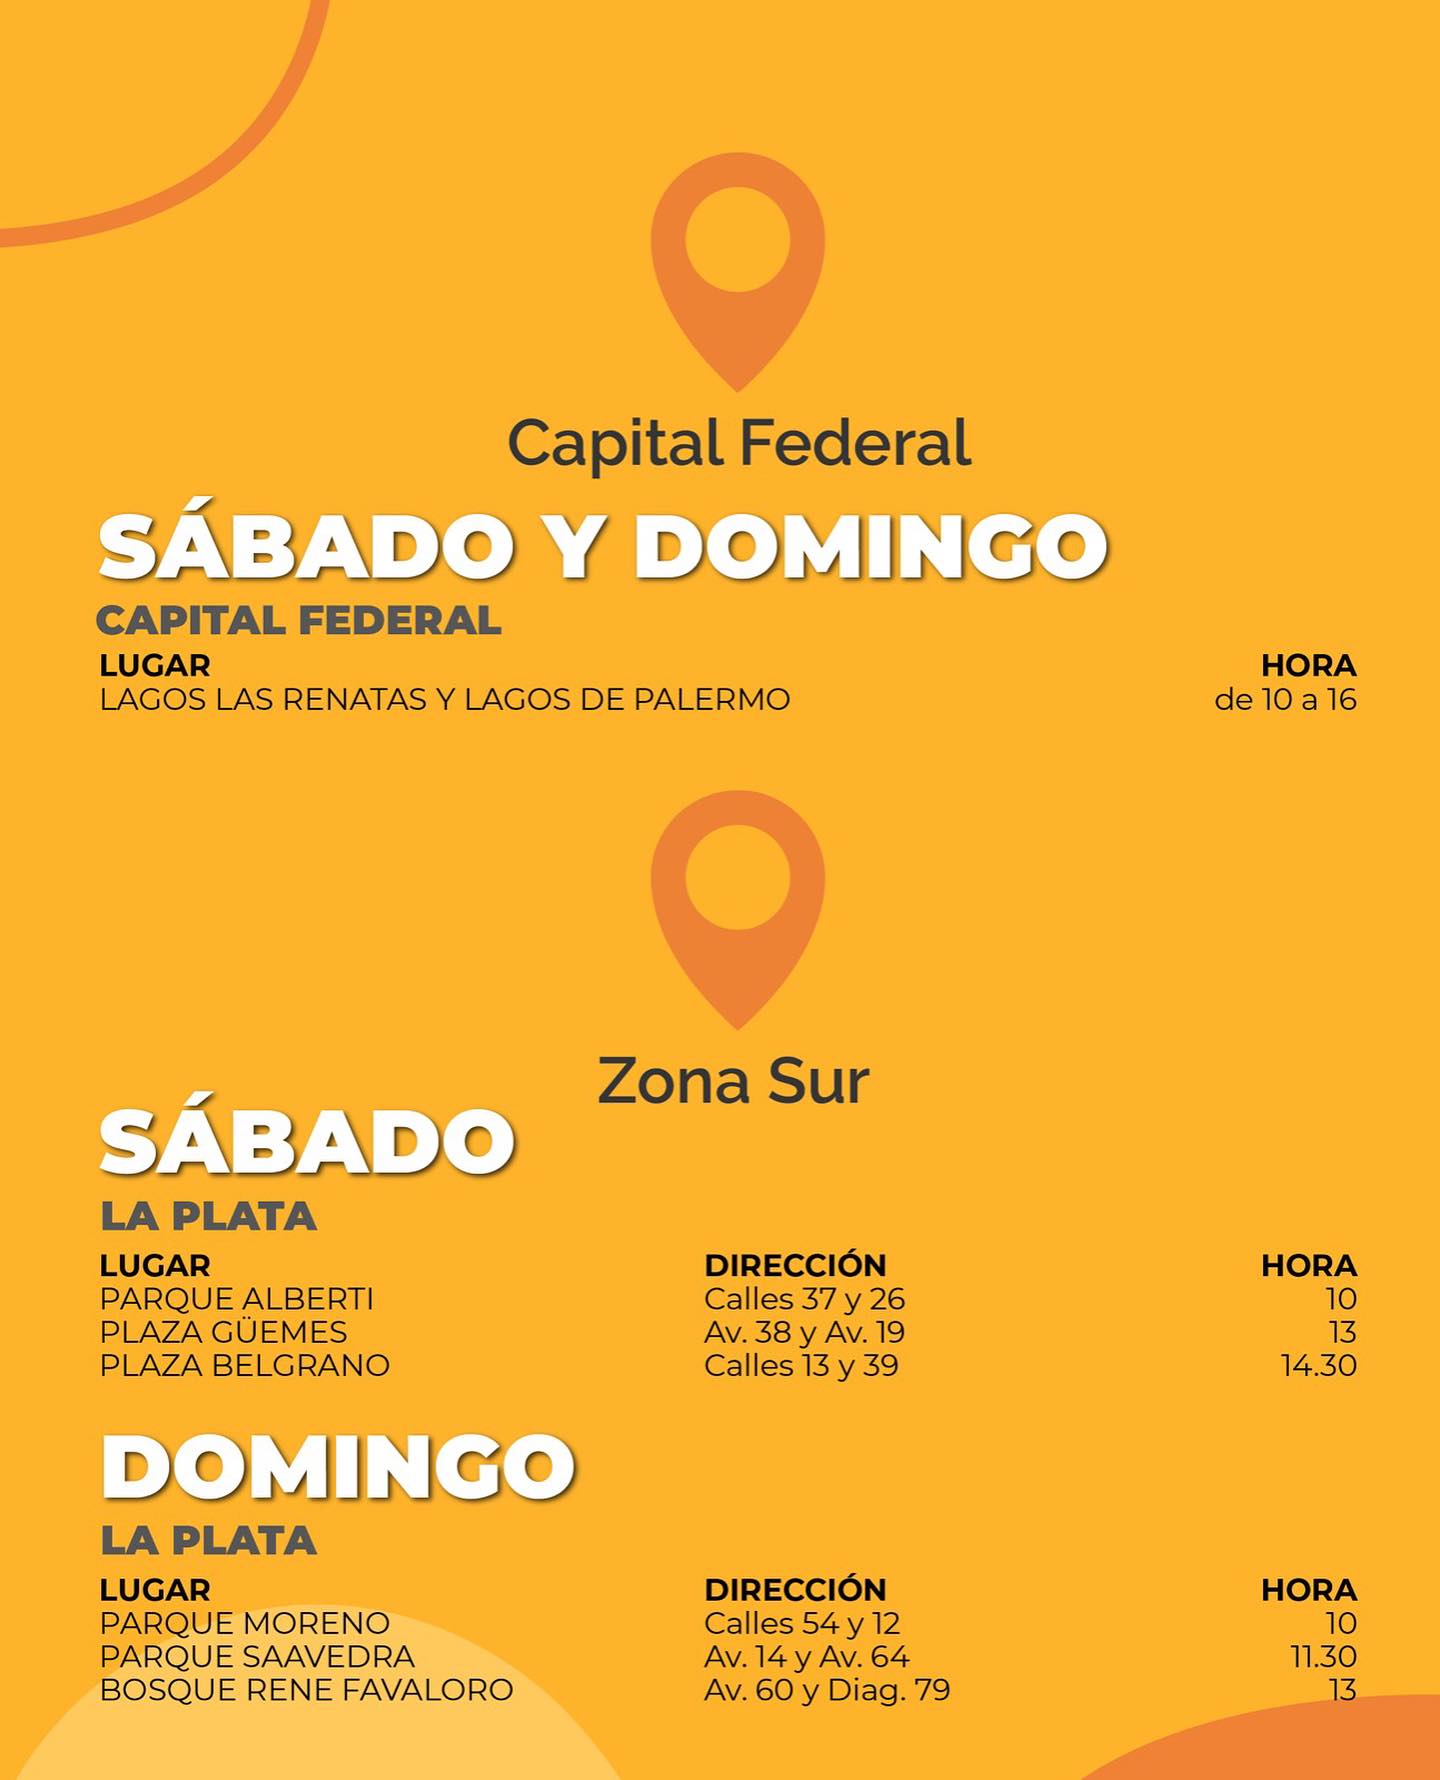 Capital Federal
SÁBADO Y DOMINGO
CAPITAL FEDERAL
LUGAR HORA
LAGOS LAS RENATAS Y LAGOS DE PALERMO de 10 a 16
Zona Sur
SÁBADO
LA PLATA
LUGAR DIRECCIÓN HORA
PARQUE ALBERTI Calles 37 y 26 10
PLAZA GÜEMES Av. 38 y Av. 19 13
PLAZA BELGRANO Calles 13 y 39 14.30
DOMINGO
LA PLATA
LUGAR DIRECCIÓN HORA
PARQUE MORENO Calles 54 y 12 10
PARQUE SAAVEDRA Av. 14 y Av. 64 11.30
BOSQUE RENE FAVALORO Av. 60 y Diag. 79 13